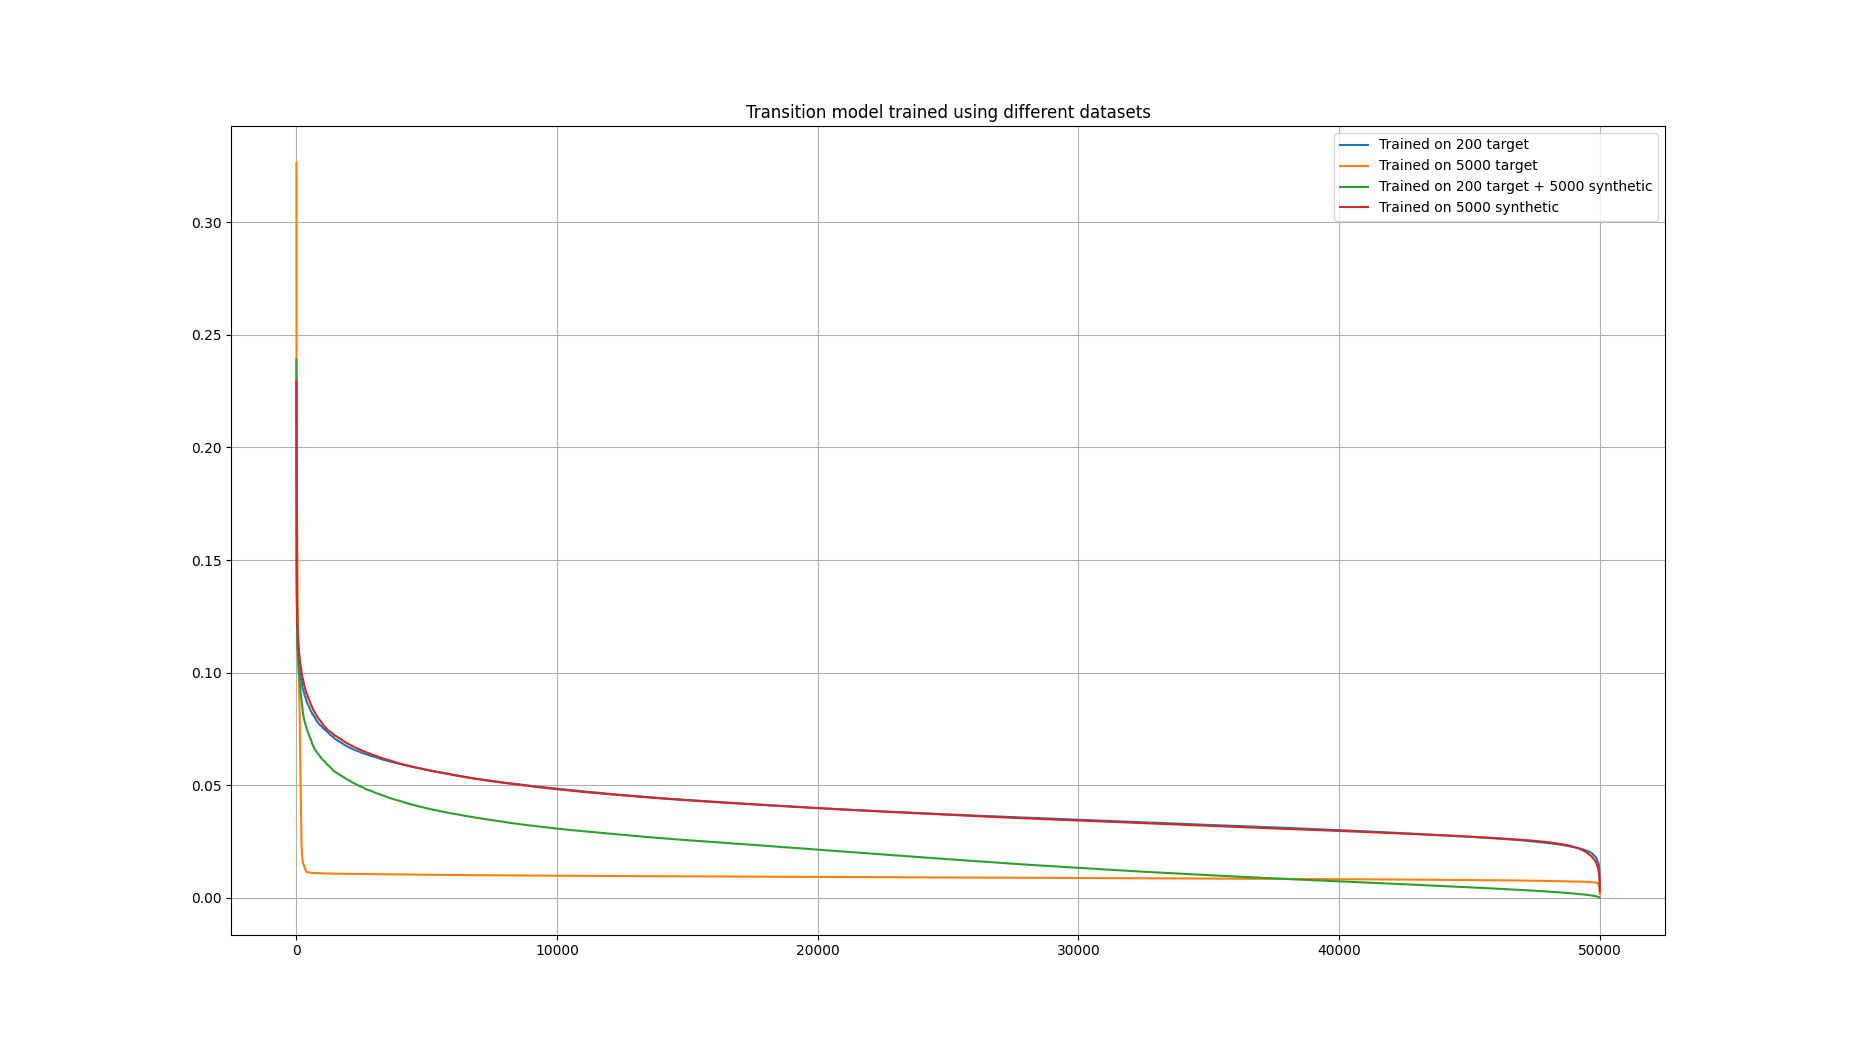 Transition model trained using different datasets
Trained on 200 target
Trained on 5000 target
Trained on 200 target + 5000 synthetic
Trained on 5000 synthetic
0.30
0.25
0.20
0.15
0.10
0.05
0.00
0 10000 20000 30000 40000 50000